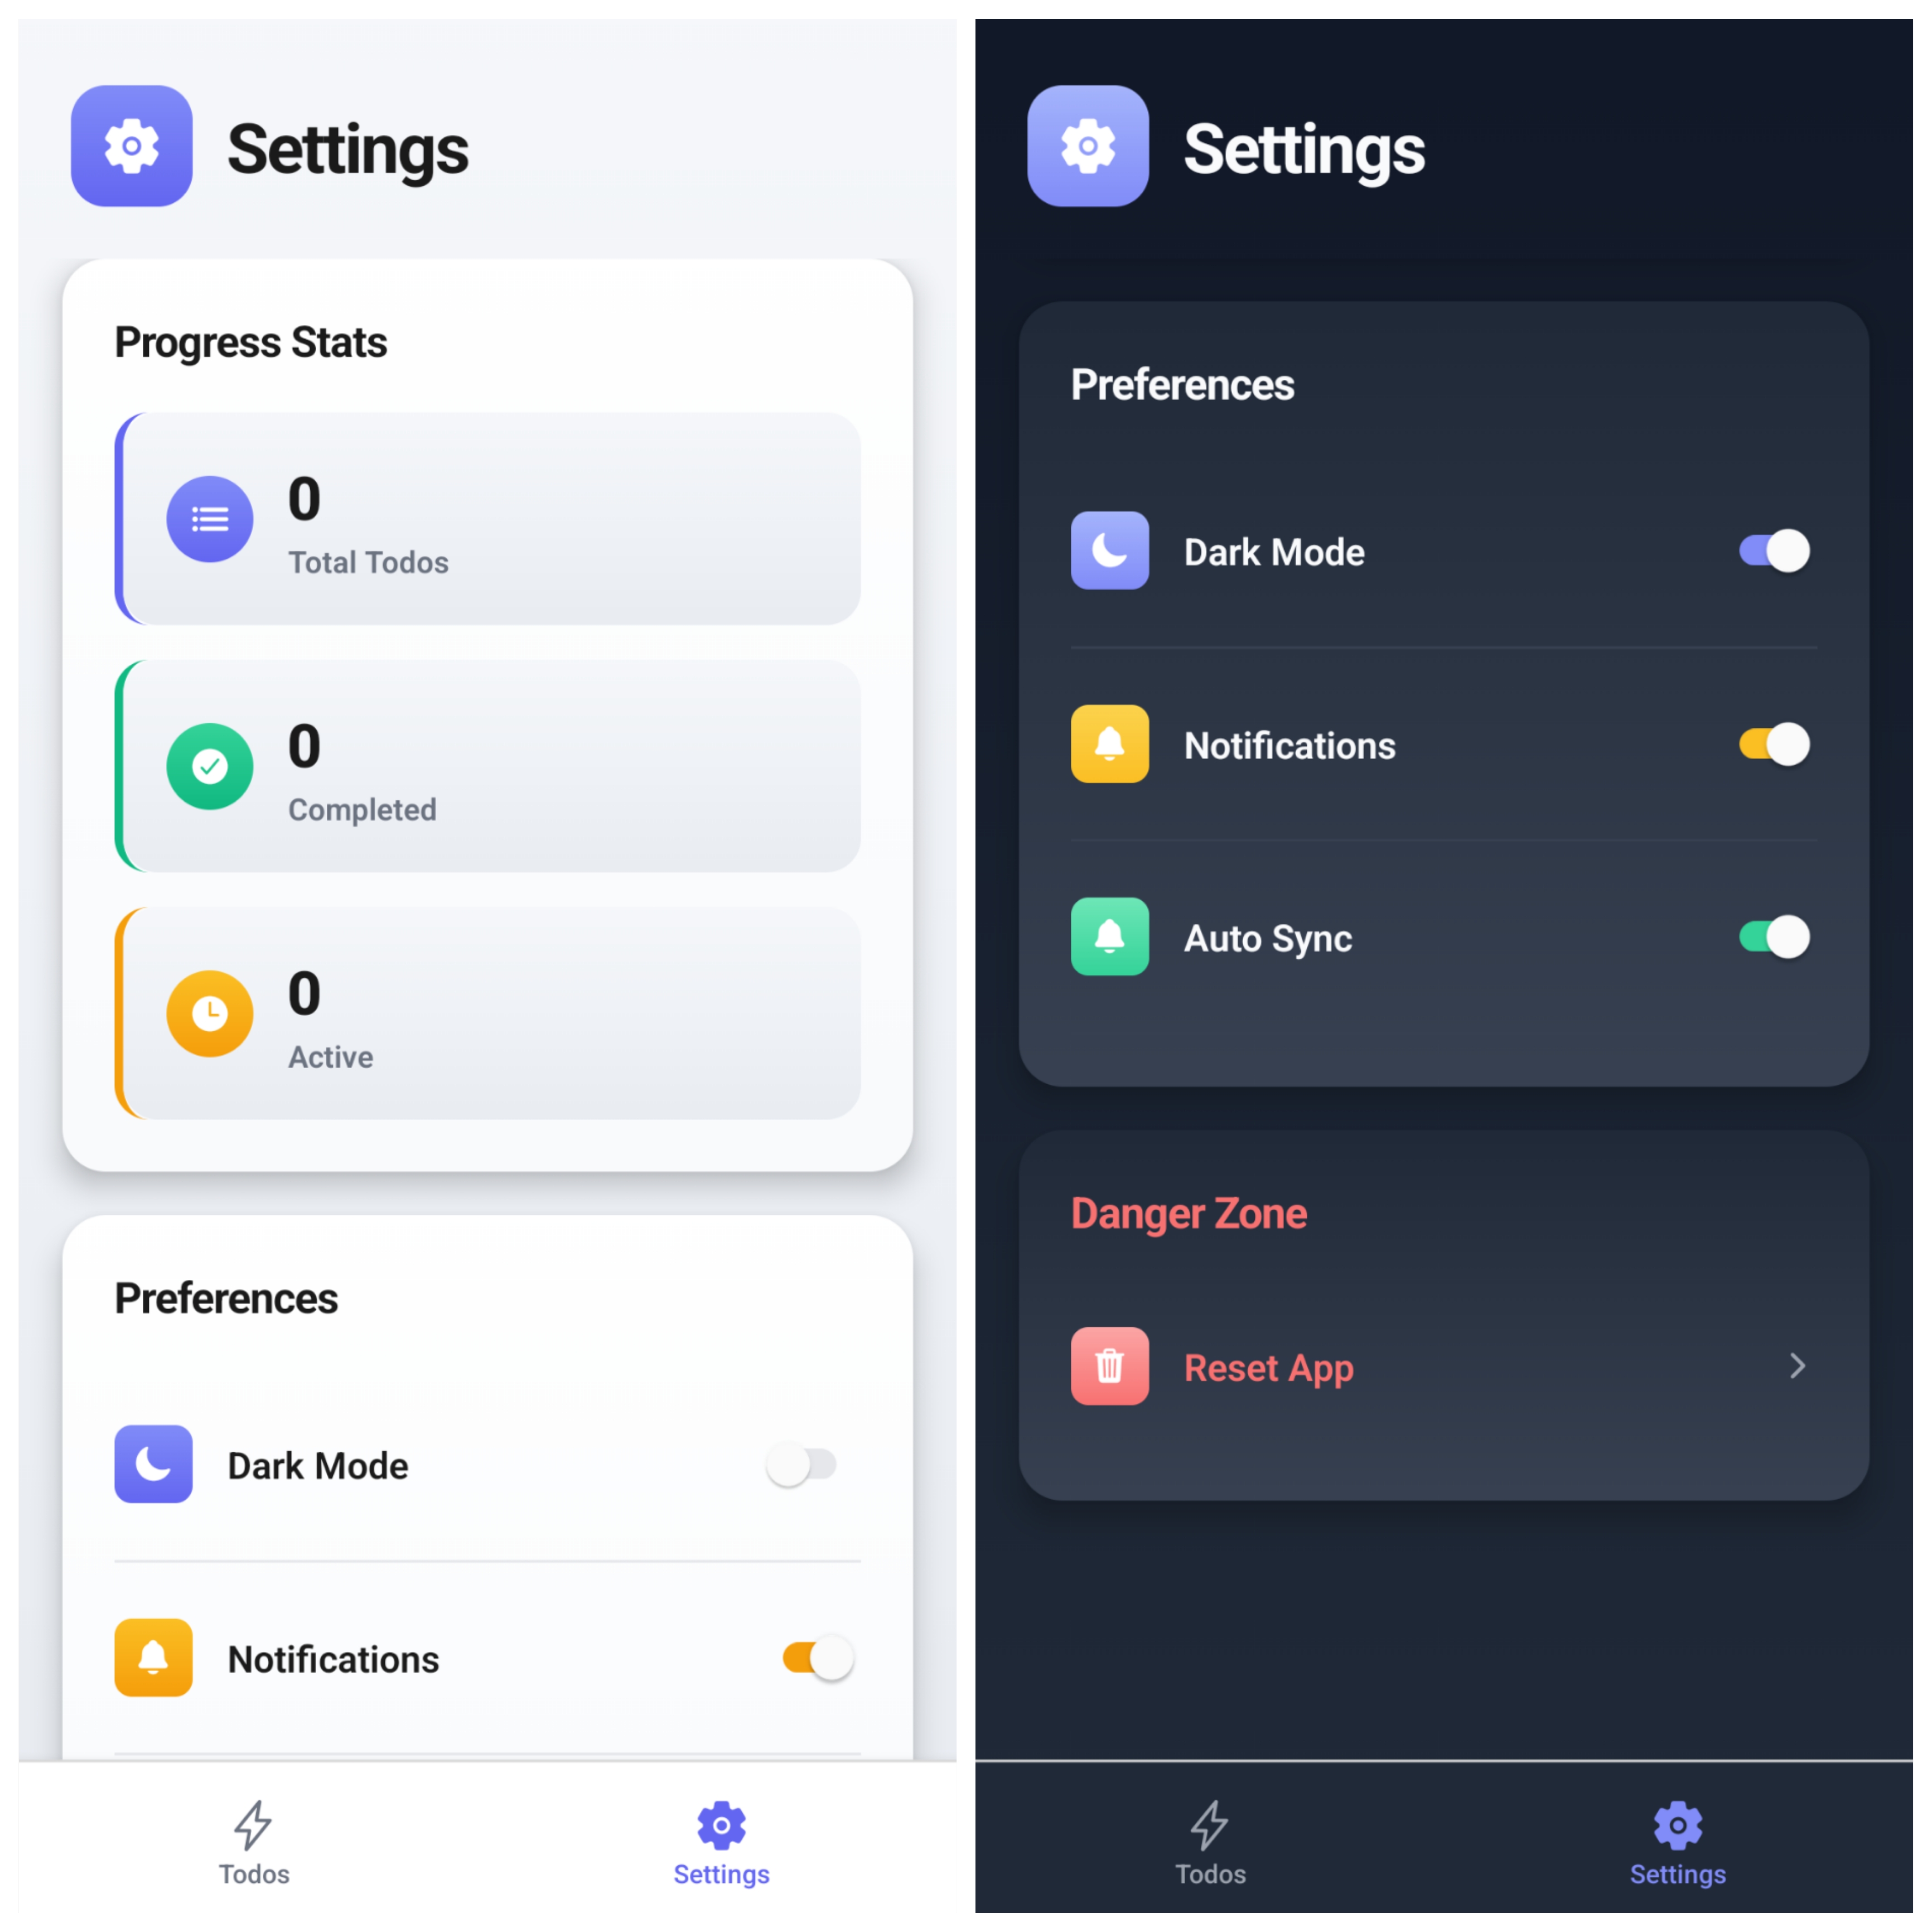 Settings
Progress Stats
0
Total Todos
0
Completed
0
Active
Preferences
Dark Mode
Notifications
Todos
Settings
Settings
Preferences
Dark Mode
Notifications
Auto Sync
Danger Zone
Reset App
Todos
Settings